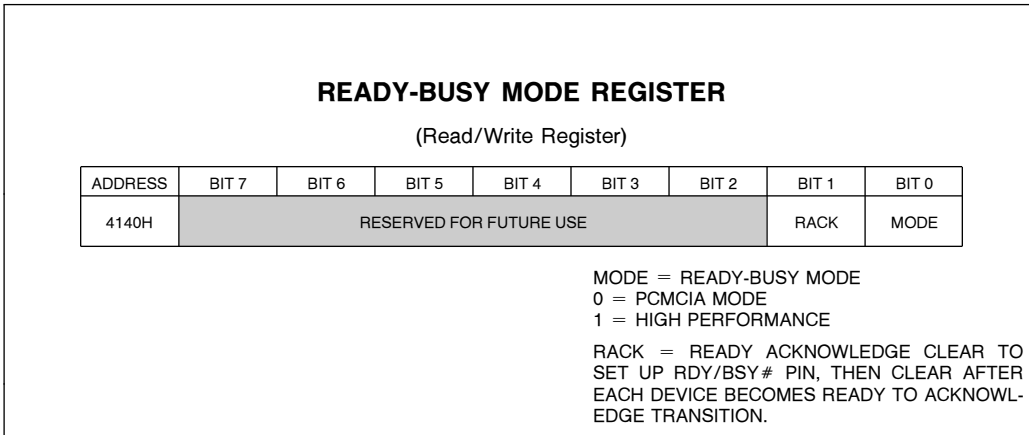 READY-BUSY MODE REGISTER
(Read/Write Register)
ADDRESS BIT 7 BIT 6 BIT 5 BIT 4 BIT 3 BIT 2 BIT 1 BIT 0
4140H RESERVED FOR FUTURE USE RACK MODE
MODE = READY-BUSY MODE
0 = PCMCIA MODE
1 = HIGH PERFORMANCE
RACK = READY ACKNOWLEDGE CLEAR TO
SET UP RDY/BSY# PIN, THEN CLEAR AFTER
EACH DEVICE BECOMES READY TO ACKNOWL-
EDGE TRANSITION.